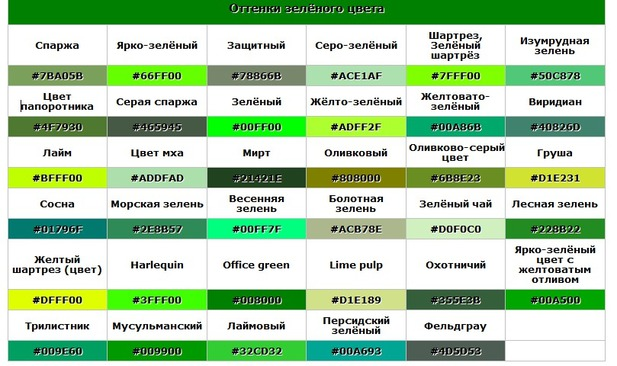 Оттенки зелёного цвета
Спаржа Ярко-зелёный Защитный Серо-зелёный Шартрез, Зелёный шартрёз Изумрудная зелень
#7BA05B #66FF00 #78866B #ACE1AF #7FFF00 #50C878
Цвет папоротника Серая спаржа Зелёный Жёлто-зелёный Желтовато-зелёный Виридиан
#4F7930 #465945 #00FF00 #ADFF2F #00A86B #40826D
Лайм Цвет мха Мирт Оливковый Оливково-серый цвет Груша
#BFFF00 #ADDFAD #21421E #808000 #6B8E23 #D1E231
Сосна Морская зелень Весенняя зелень Болотная зелень Зелёный чай Лесная зелень
#01796F #2E8B57 #00FF7F #ACB78E #D0F0C0 #228B22
Желтый шартрез (цвет) Harlequin Office green Lime pulp Охотничий Ярко-зелёный цвет с желтоватым отливом
#DFFF00 #3FFF00 #008000 #D1E189 #355E3B #00A500
Трилистник Мусульманский Лаймовый Персидский зелёный Фельдграу
#009E60 #009900 #32CD32 #00A693 #4D5D53